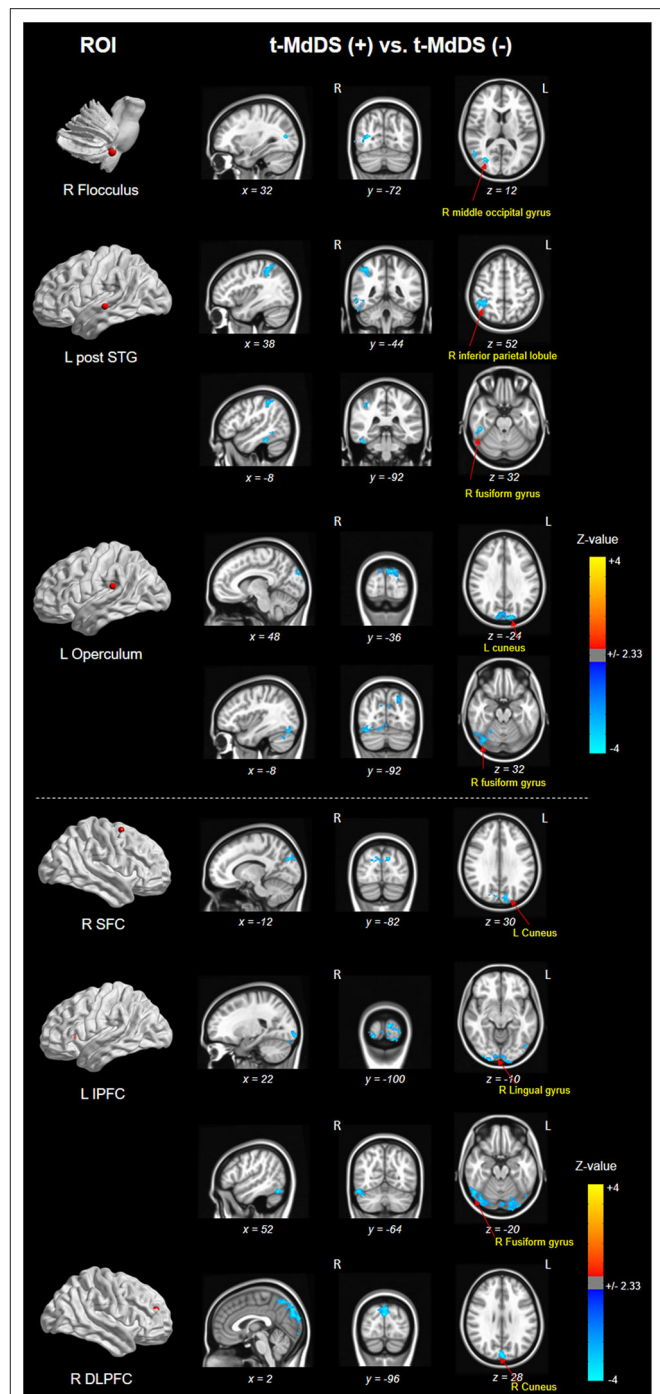 ROI t-MdDS (+) vs. t-MdDS (-)
R L
R Flocculus x = 32 y = -72 z = 12
R middle occipital gyrus
R L
L post STG x = 38 y = -44 z = 52
R inferior parietal lobule
x = -8 y = -92 z = 32
R fusiform gyrus
R L
Z-value
+4
L Operculum x = 48 y = -36 z = -24
L cuneus
+/- 2.33
-4
x = -8 y = -92 z = 32
R fusiform gyrus
R L
R SFC x = -12 y = -82 z = 30
L Cuneus
R L
L IPFC x = 22 y = -100 z = -10
R Lingual gyrus
R L
Z-value
+4
x = 52 y = -64 z = -20
R Fusiform gyrus
+/- 2.33
-4
R DLPFC x = 2 y = -96 z = 28
R Cuneus